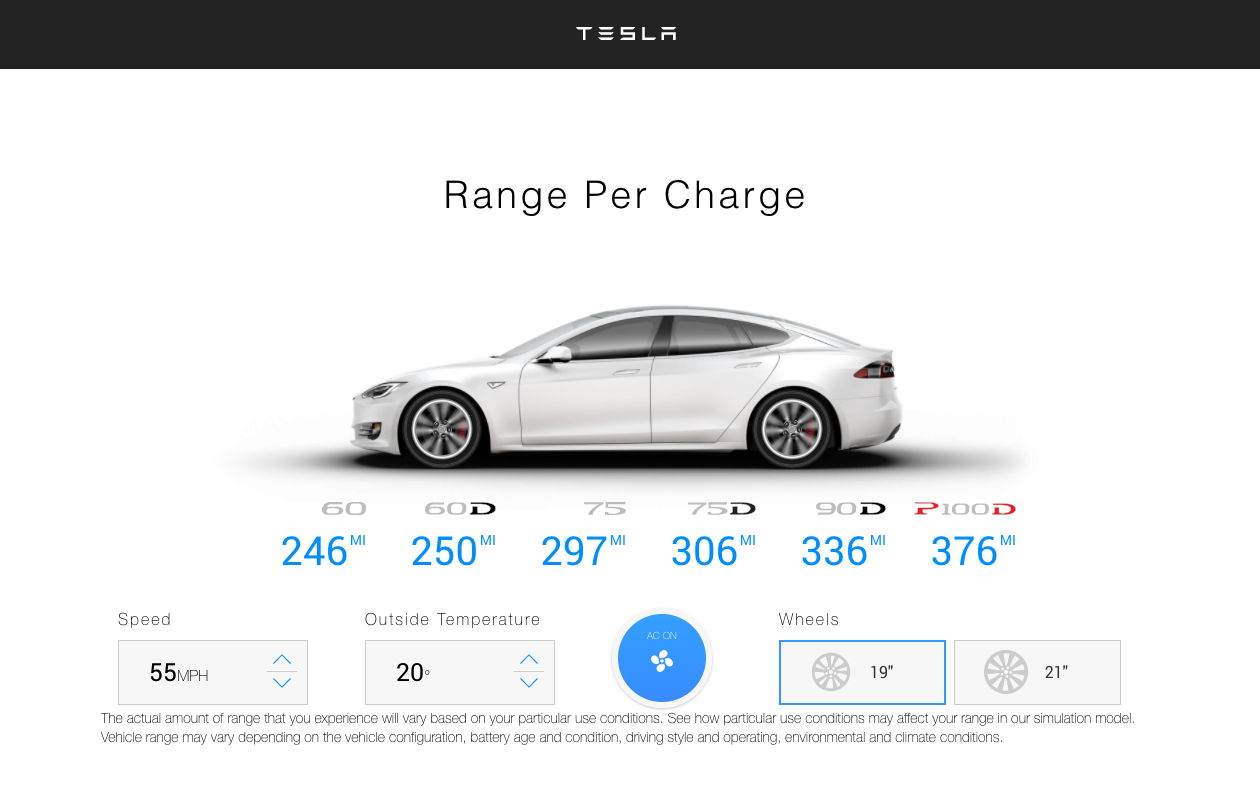 TESLA
Range Per Charge
60 60D 75 75D 90D P100D
246 MI 250 MI 297 MI 306 MI 336 MI 376 MI
Speed Outside Temperature Wheels
AC ON
55MPH 20° 19” 21”
The actual amount of range that you experience will vary based on your particular use conditions. See how particular use conditions may affect your range in our simulation model.
Vehicle range may vary depending on the vehicle configuration, battery age and condition, driving style and operating, environmental and climate conditions.